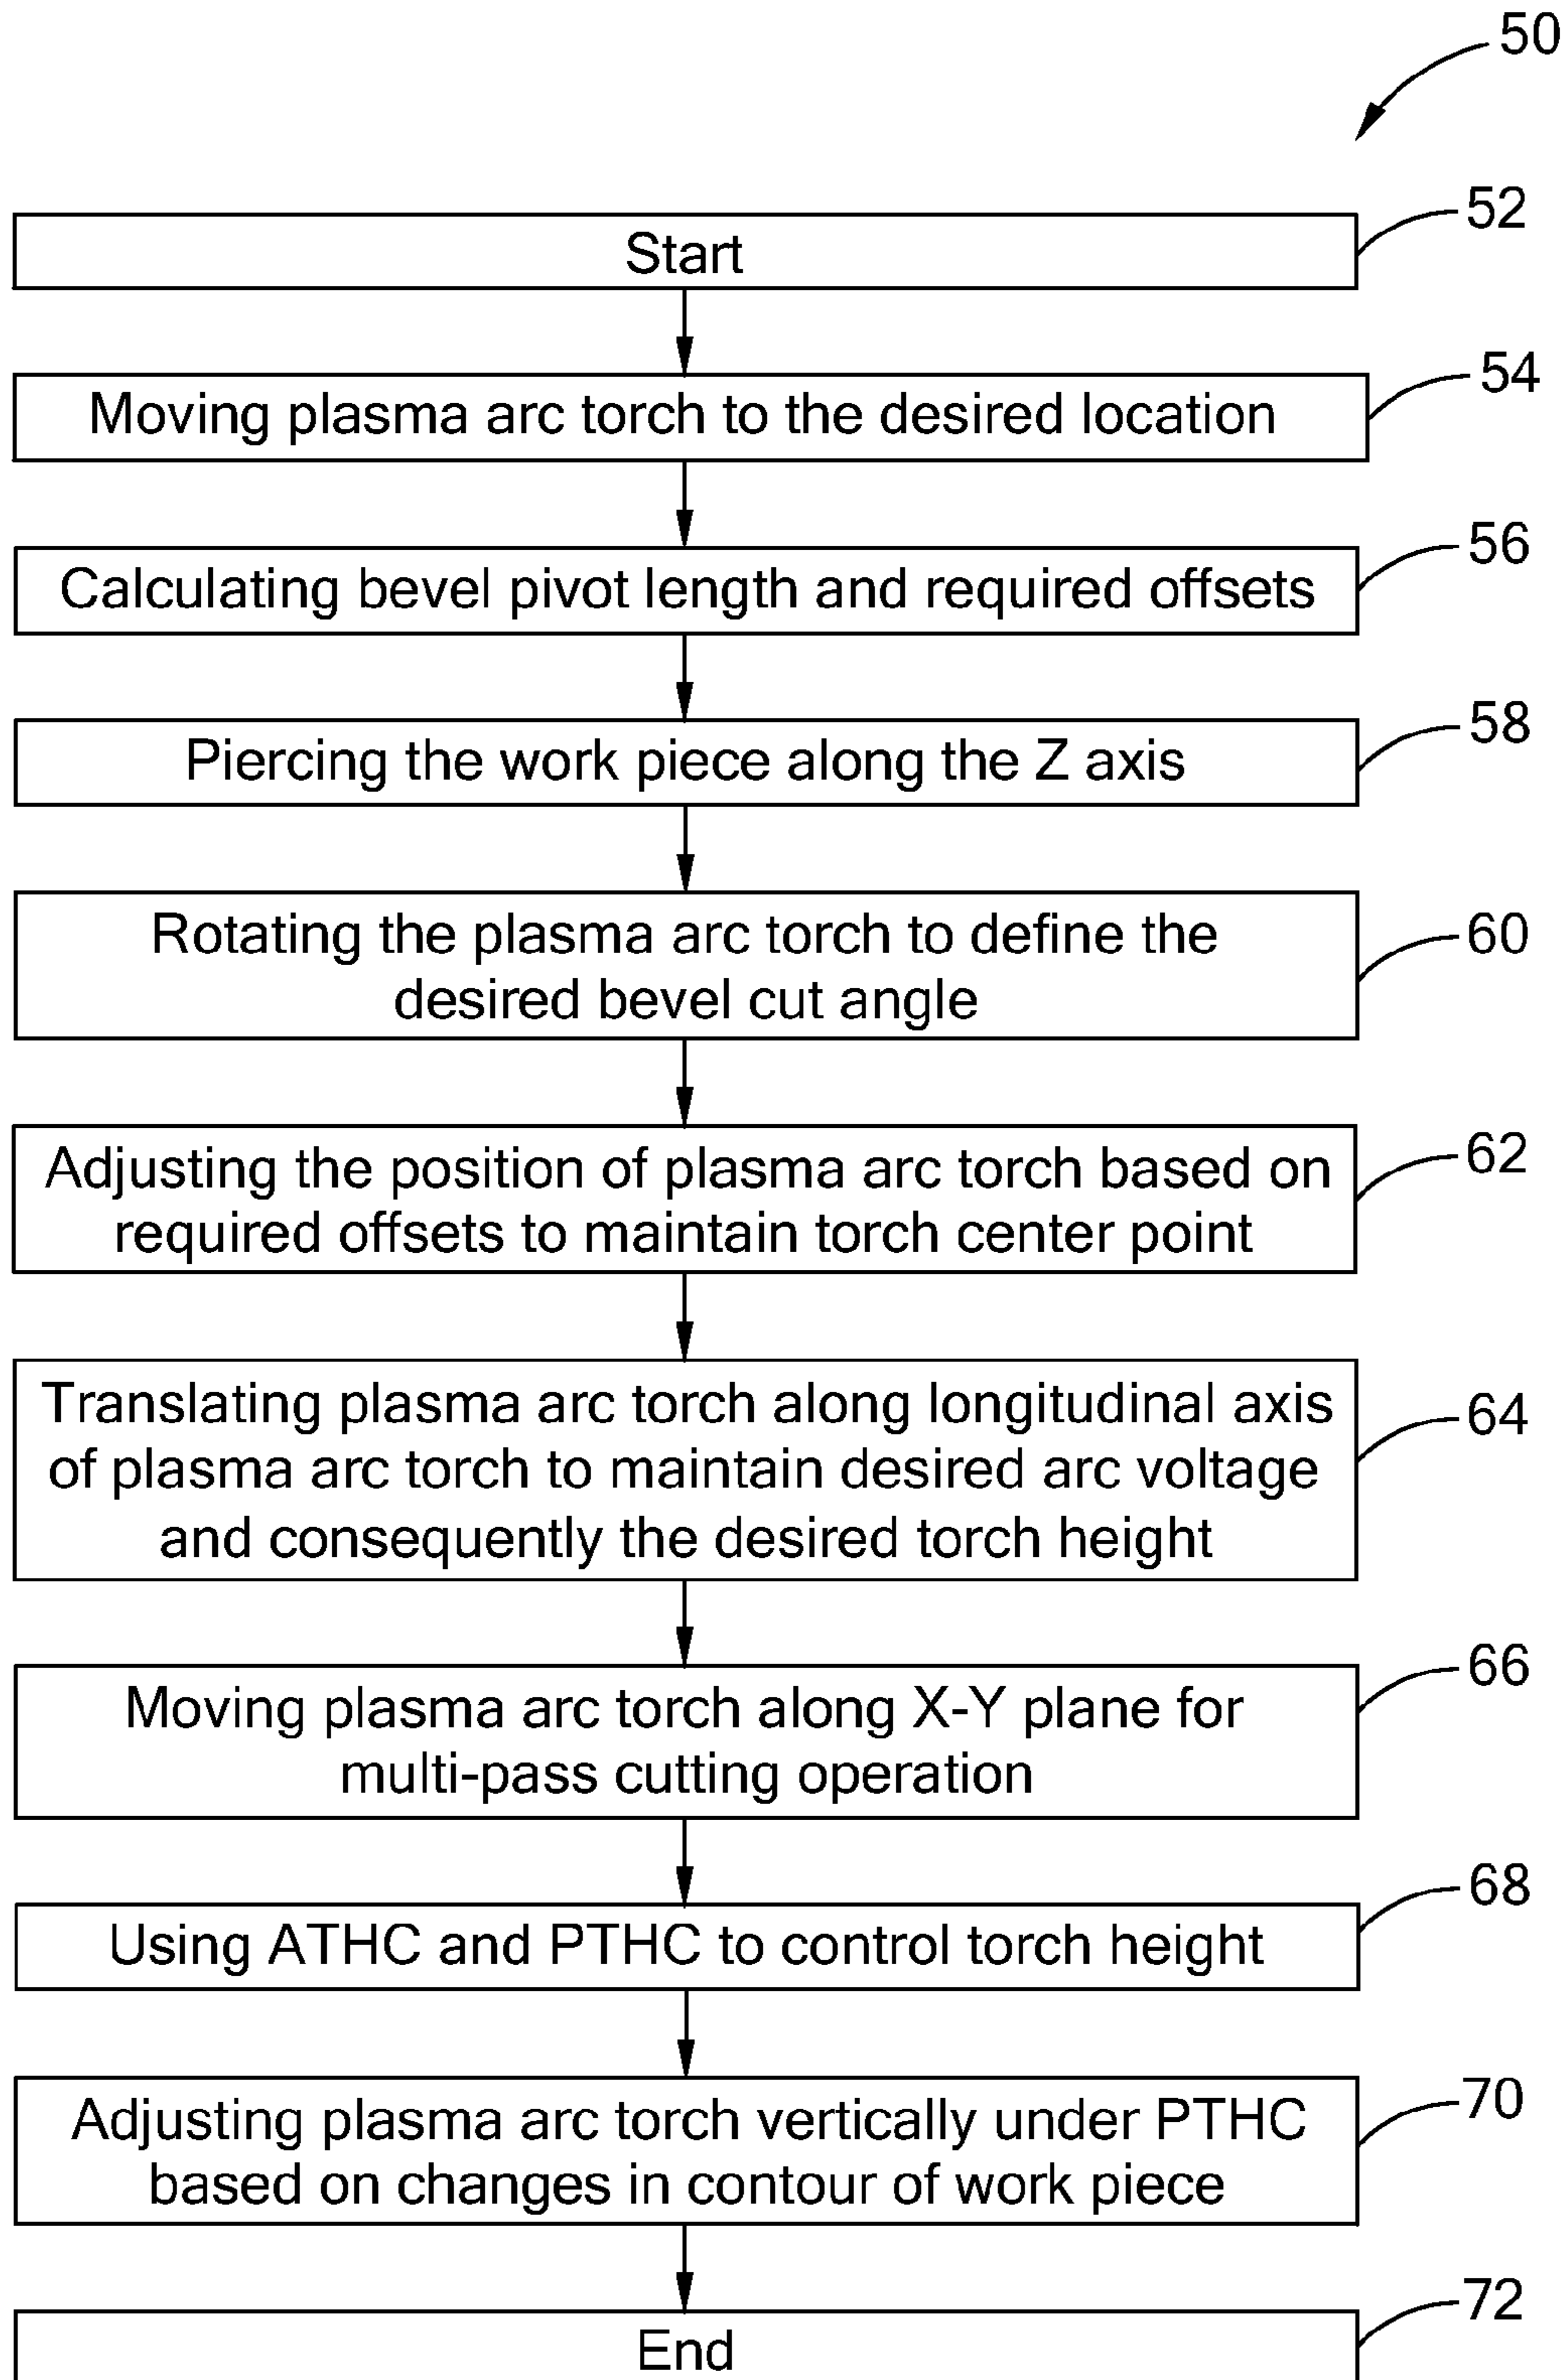 50
52
Start
54
Moving plasma arc torch to the desired location
56
Calculating bevel pivot length and required offsets
58
Piercing the work piece along the Z axis
60
Rotating the plasma arc torch to define the
desired bevel cut angle
62
Adjusting the position of plasma arc torch based on
required offsets to maintain torch center point
64
Translating plasma arc torch along longitudinal axis
of plasma arc torch to maintain desired arc voltage
and consequently the desired torch height
66
Moving plasma arc torch along X-Y plane for
multi-pass cutting operation
68
Using ATHC and PTHC to control torch height
70
Adjusting plasma arc torch vertically under PTHC
based on changes in contour of work piece
72
End